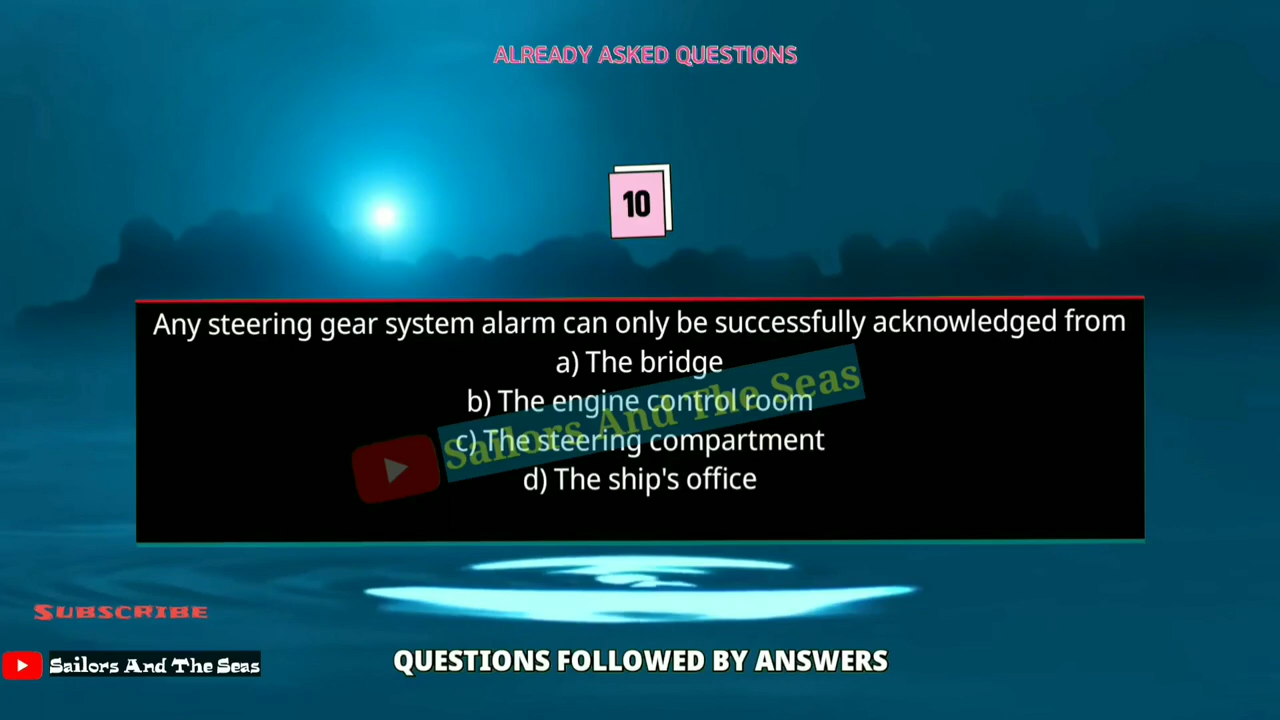 ALREADY ASKED QUESTIONS
10
Any steering gear system alarm can only be successfully acknowledged from
a) The bridge
b) The engine control room
c) The steering compartment
d) The ship's office
Sailors And The Seas
SUBSCRIBE
Sailors And The Seas
QUESTIONS FOLLOWED BY ANSWERS